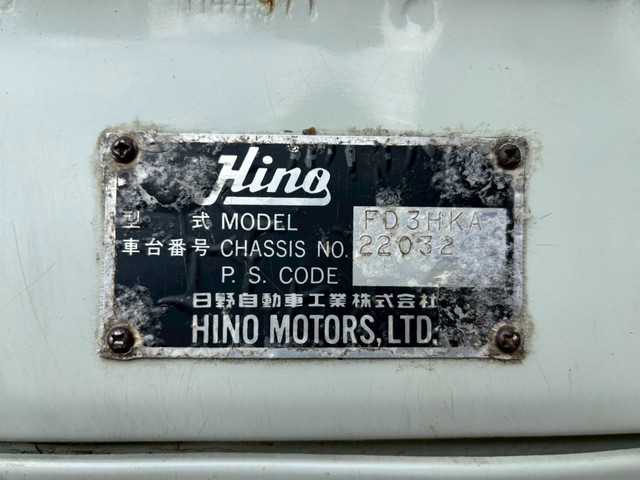 Hino
型式 MODEL FD3HKA
車台番号 CHASSIS NO. 22032
P. S. CODE
日野自動車工業株式会社
HINO MOTORS, LTD.